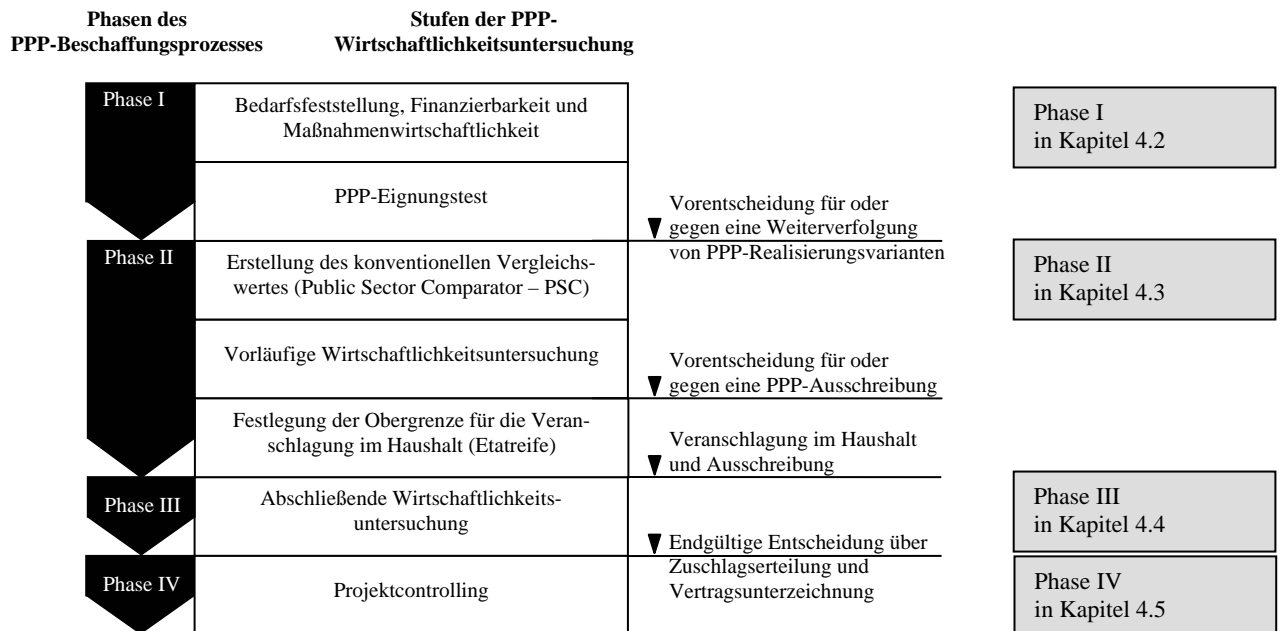 Phasen des
PPP-Beschaffungsprozesses
Stufen der PPP-
Wirtschaftlichkeitsuntersuchung
Phase I
Bedarfsfeststellung, Finanzierbarkeit und
Maßnahmenwirtschaftlichkeit
Phase I
in Kapitel 4.2
PPP-Eignungstest
Vorentscheidung für oder
gegen eine Weiterverfolgung
von PPP-Realisierungsvarianten
Phase II
Erstellung des konventionellen Vergleichs-
wertes (Public Sector Comparator – PSC)
Phase II
in Kapitel 4.3
Vorläufige Wirtschaftlichkeitsuntersuchung
Vorentscheidung für oder
gegen eine PPP-Ausschreibung
Festlegung der Obergrenze für die Veran-
schlagung im Haushalt (Etatreife)
Veranschlagung im Haushalt
und Ausschreibung
Phase III
Abschließende Wirtschaftlichkeits-
untersuchung
Phase III
in Kapitel 4.4
Endgültige Entscheidung über
Zuschlagserteilung und
Vertragsunterzeichnung
Phase IV
Projektcontrolling
Phase IV
in Kapitel 4.5